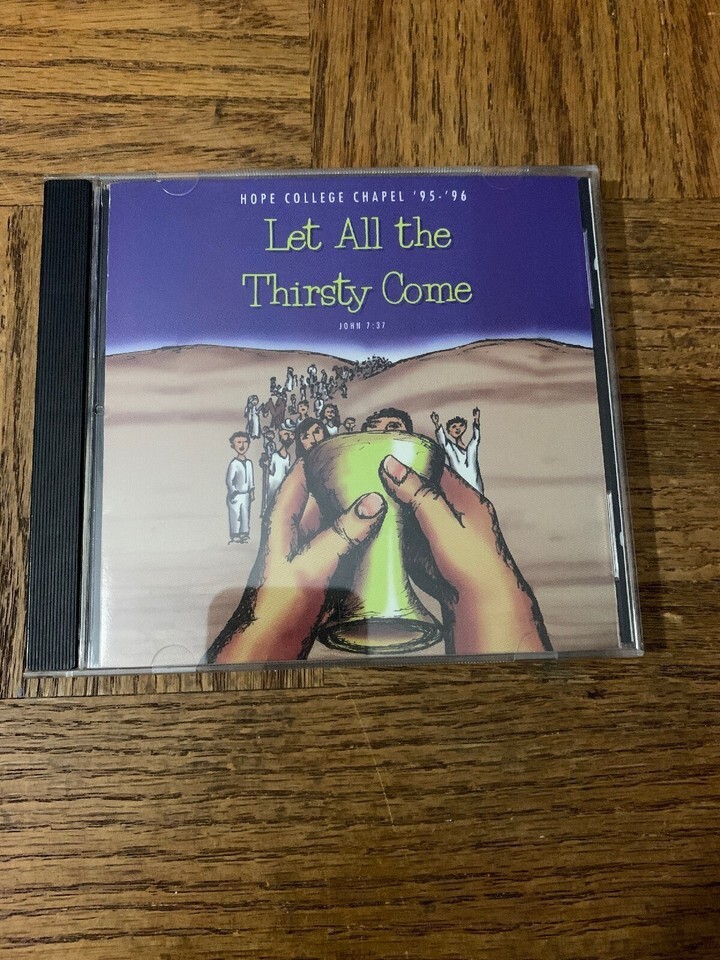 HOPE COLLEGE CHAPEL '95-'96
Let All the
Thirsty Come
JOHN 7:37